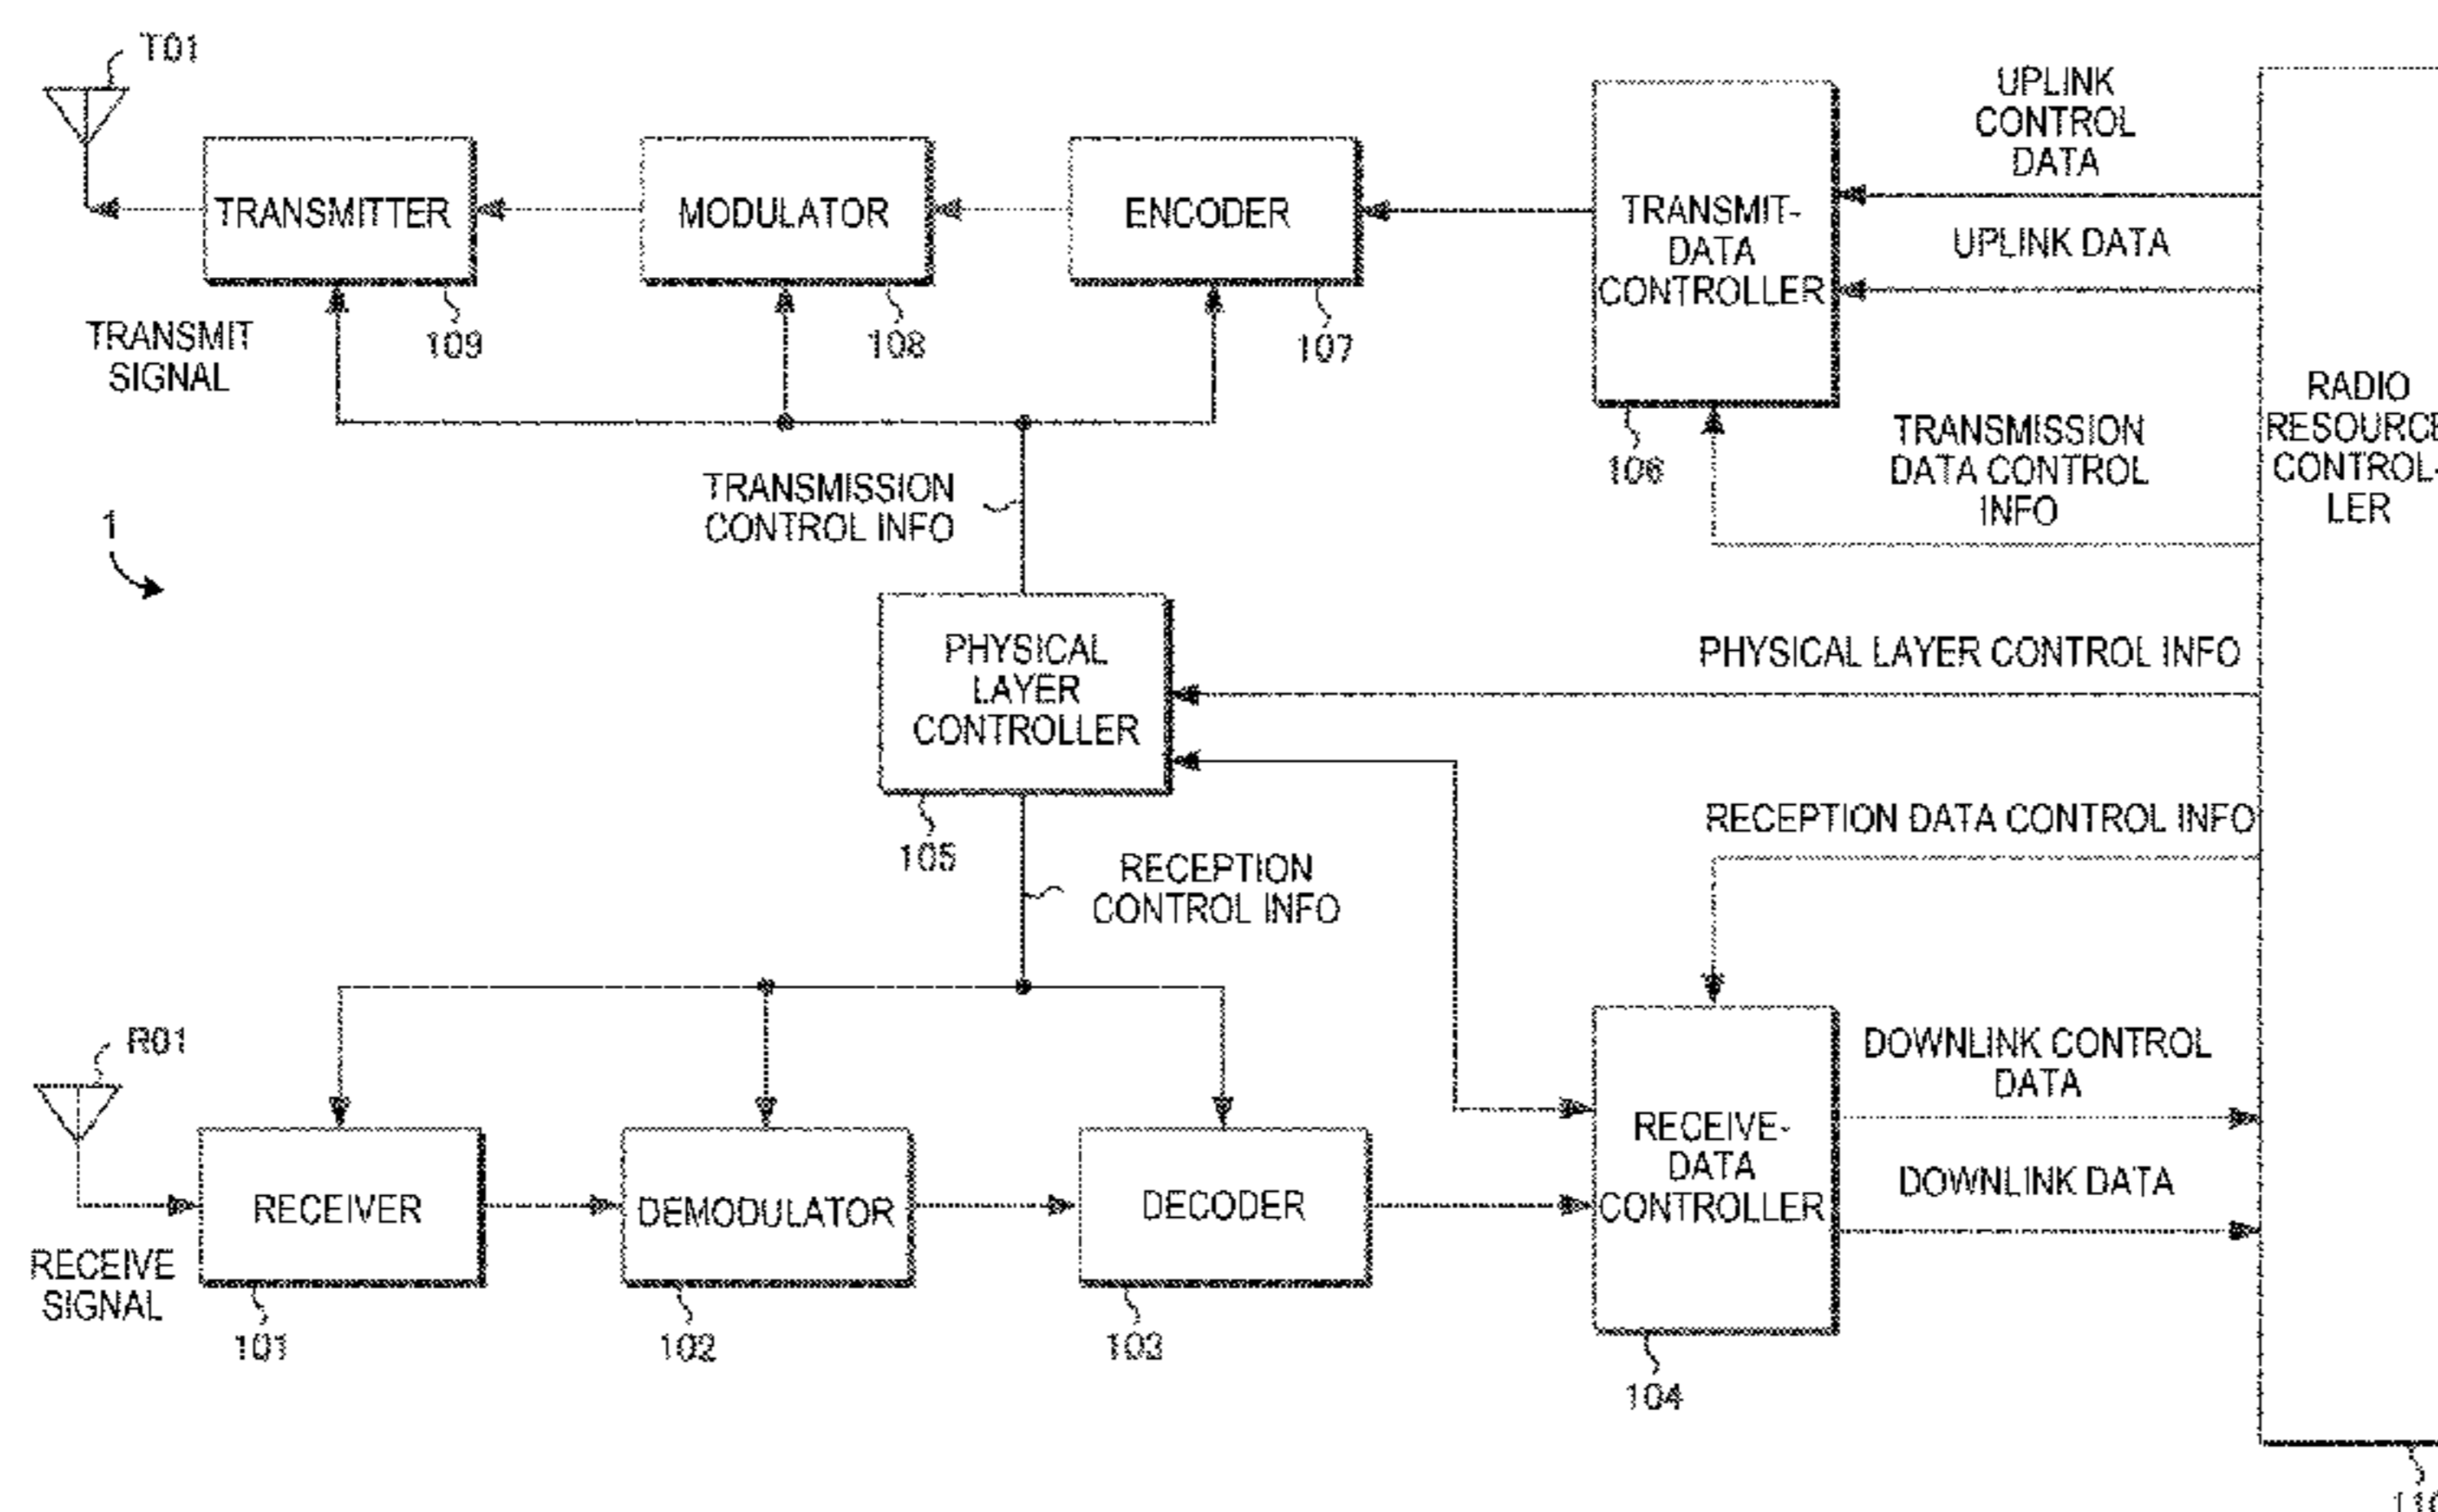 T01
TRANSMITTER
MODULATOR
ENCODER
TRANSMIT-
DATA
CONTROLLER
UPLINK
CONTROL
DATA
UPLINK DATA
TRANSMIT
SIGNAL
109
108
107
106
TRANSMISSION
DATA CONTROL
INFO
RADIO
RESOURCE
CONTROL-
LER
TRANSMISSION
CONTROL INFO
1
PHYSICAL
LAYER
CONTROLLER
PHYSICAL LAYER CONTROL INFO
105
RECEPTION DATA CONTROL INFO
RECEPTION
CONTROL INFO
R01
RECEIVER
DEMODULATOR
DECODER
RECEIVE-
DATA
CONTROLLER
DOWNLINK CONTROL
DATA
DOWNLINK DATA
RECEIVE
SIGNAL
101
102
103
104